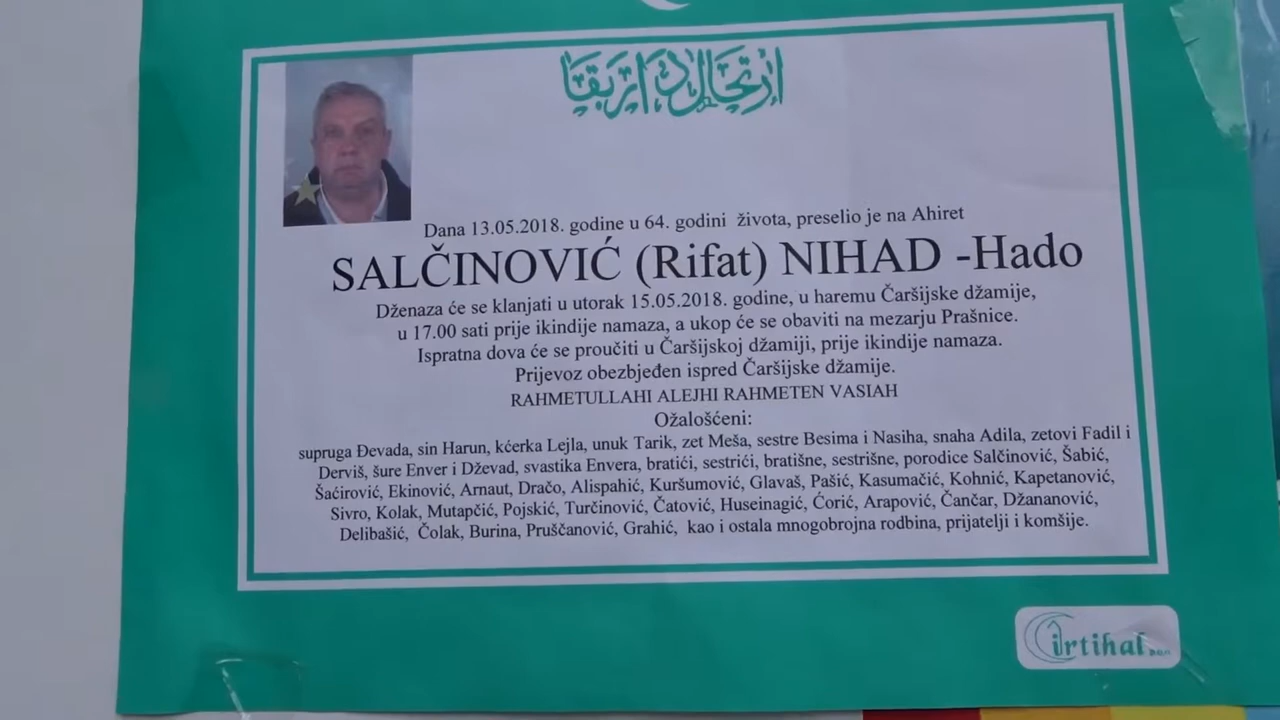 ارتحال دار بقا
Dana 13.05.2018. godine u 64. godini života, preselio je na Ahiret
SALČINOVIĆ (Rifat) NIHAD -Hado
Dženaza će se klanjati u utorak 15.05.2018. godine, u haremu Čaršijske džamije,
u 17.00 sati prije ikindije namaza, a ukop će se obaviti na mezarju Prašnice.
Ispratna dova će se proučiti u Čaršijskoj džamiji, prije ikindije namaza.
Prijevoz obezbjeđen ispred Čaršijske džamije.
RAHMETULLAHI ALEJHI RAHMETEN VASIAH
Ožalošćeni:
supruga Đevada, sin Harun, kćerka Lejla, unuk Tarik, zet Meša, sestre Besima i Nasiha, snaha Adila, zetovi Fadil i
Derviš, šure Enver i Dževad, svastika Envera, bratići, sestrići, bratišne, sestrišne, porodice Salčinović, Šabić,
Šaćirović, Ekinović, Arnaut, Dračo, Alispahić, Kuršumović, Glavaš, Pašić, Kasumačić, Kohnić, Kapetanović,
Sivro, Kolak, Mutapčić, Pojskić, Turčinović, Čatović, Huseinagić, Ćorić, Arapović, Čančar, Džananović,
Delibašić, Čolak, Burina, Pruščanović, Grahić, kao i ostala mnogobrojna rodbina, prijatelji i komšije.
irtihal d.o.o.